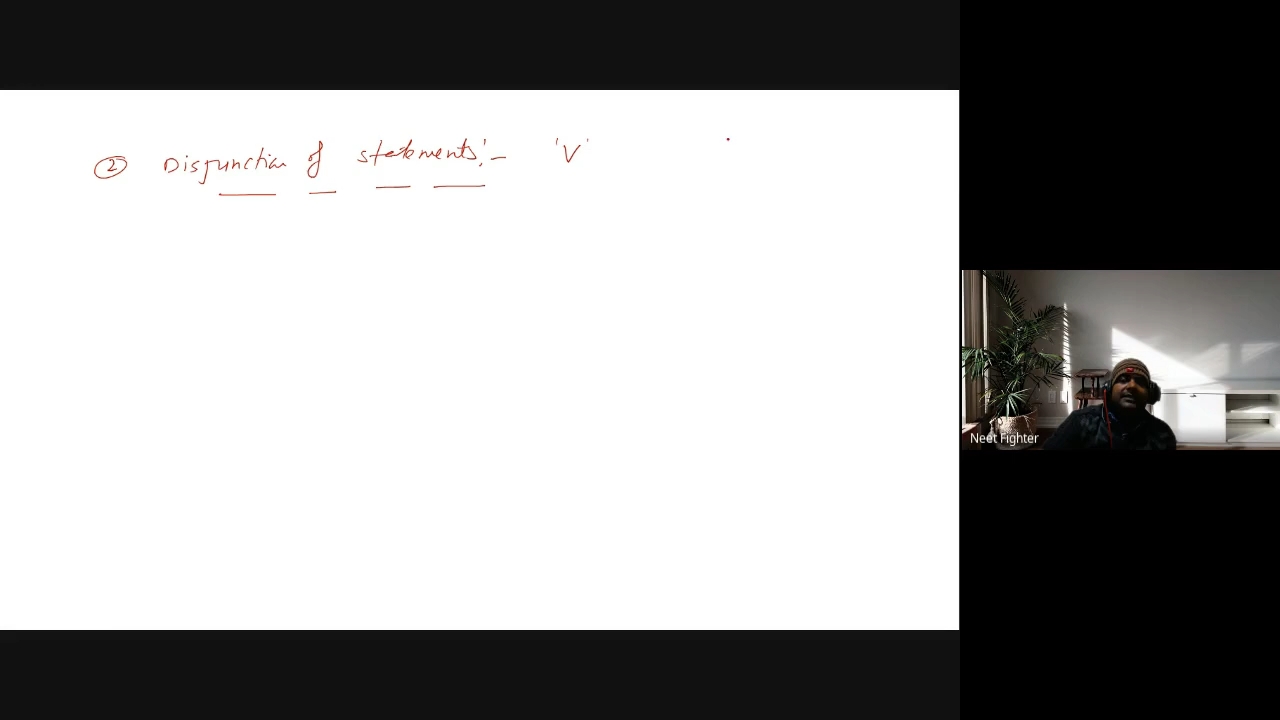 ② Disjunction of statements:- 'V'
Neet Fighter